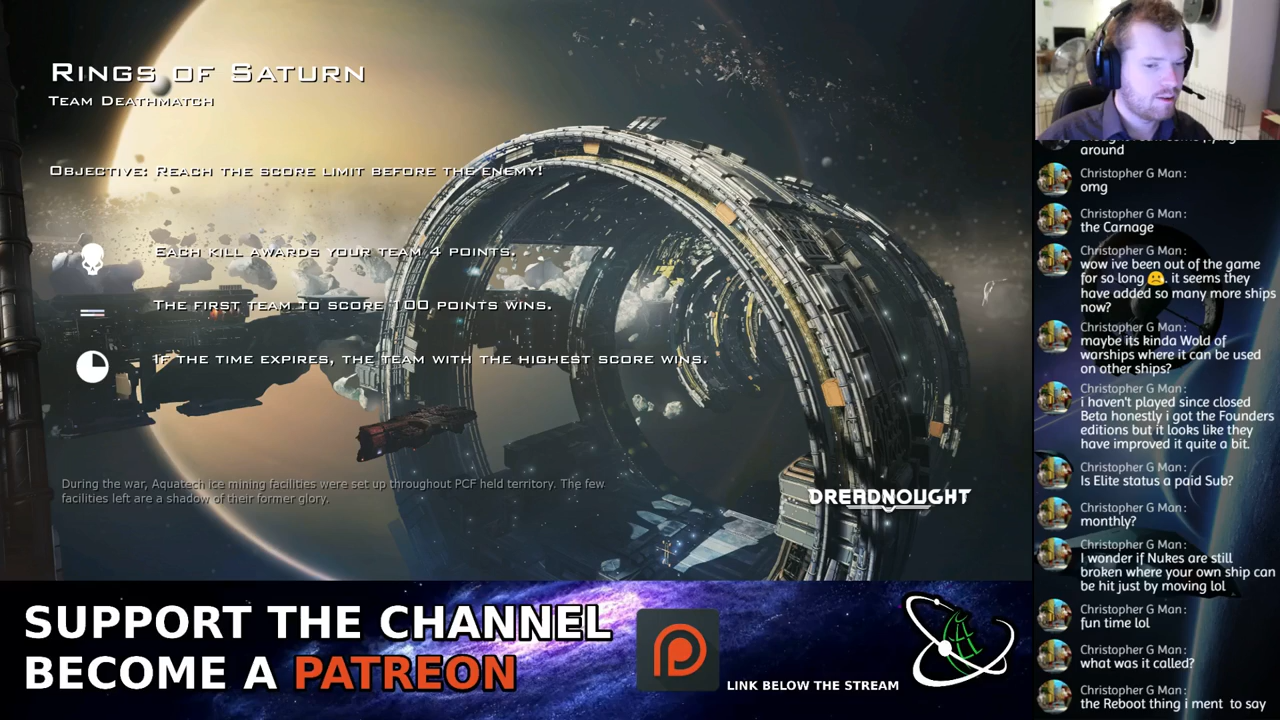 Rings of Saturn
Team Deathmatch
Objective: Reach the score limit before the enemy!
Each kill awards your team 4 points.
The first team to score 100 points wins.
If the time expires, the team with the highest score wins.
During the war, Aquatech ice mining facilities were set up throughout PCF held territory. The few
facilities left are a shadow of their former glory.
DREADNOUGHT
SUPPORT THE CHANNEL
BECOME A PATREON
LINK BELOW THE STREAM
around
Christopher G Man:
omg
Christopher G Man:
the Carnage
Christopher G Man:
wow ive been out of the game
for so long ☹️. it seems they
have added so many more ships
now?
Christopher G Man:
maybe its kinda Wold of
warships where it can be used
on other ships?
Christopher G Man:
i haven't played since closed
Beta honestly i got the Founders
editions but it looks like they
have improved it quite a bit.
Christopher G Man:
Is Elite status a paid Sub?
Christopher G Man:
monthly?
Christopher G Man:
I wonder if Nukes are still
broken where your own ship can
be hit just by moving lol
Christopher G Man:
fun time lol
Christopher G Man:
what was it called?
Christopher G Man:
the Reboot thing i ment to say